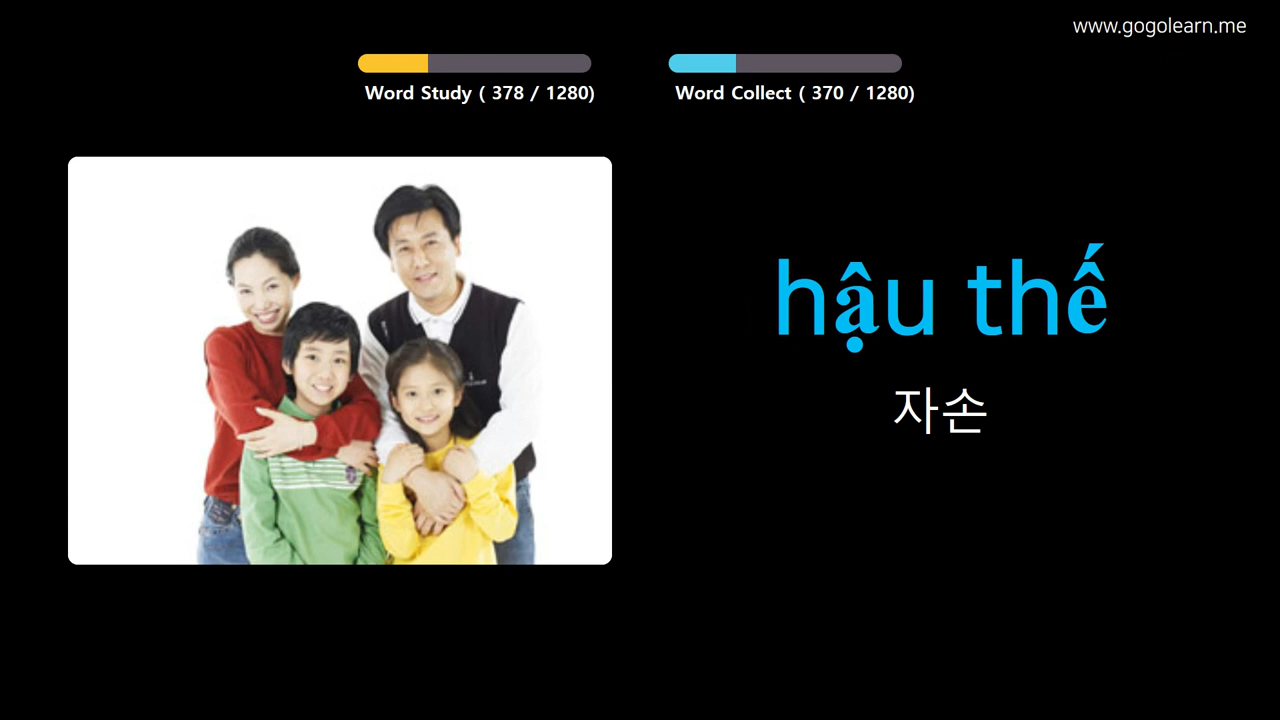 www.gogolearn.me
Word Study ( 378 / 1280)
Word Collect ( 370 / 1280)
hậu thế
자손